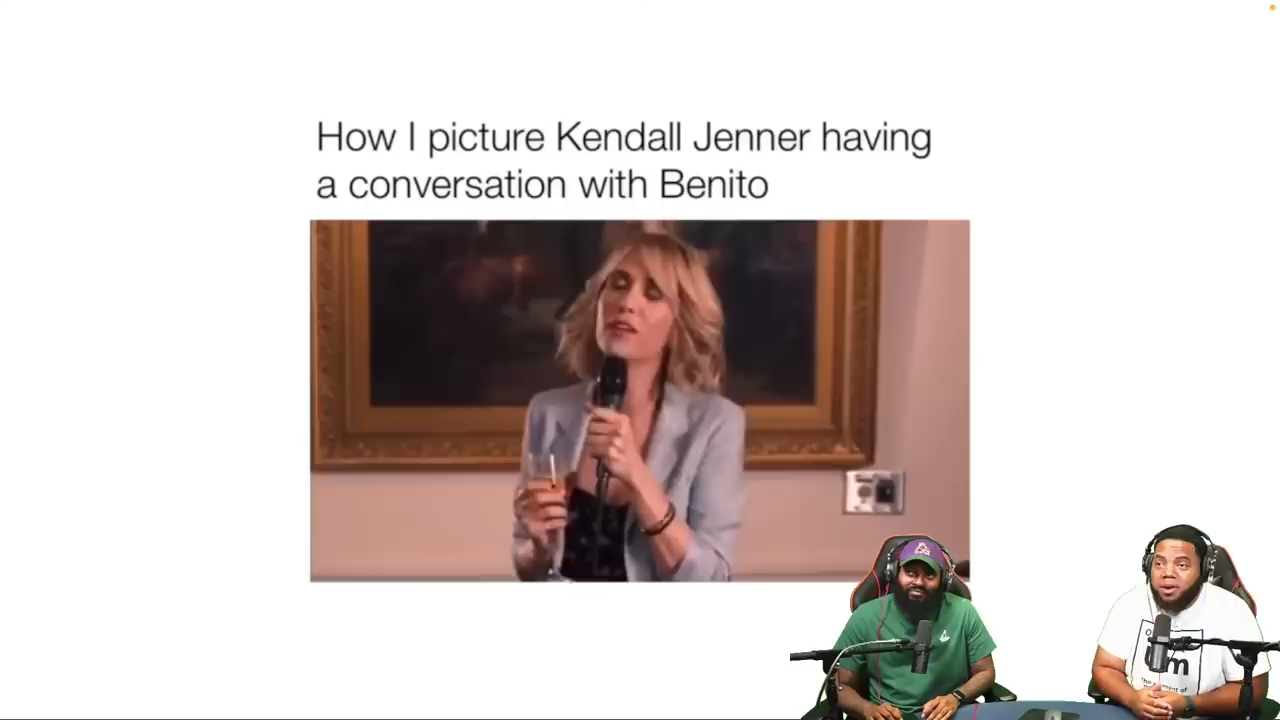 How I picture Kendall Jenner having
a conversation with Benito